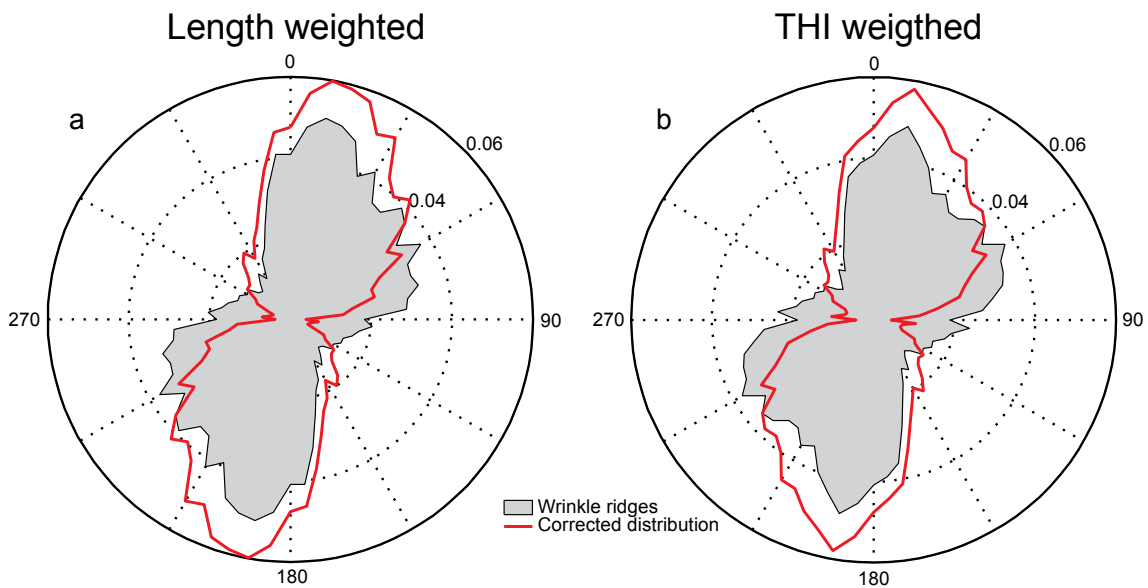 Length weighted
THI weigthed
0
0
a
b
0.06
0.06
0.04
0.04
270
90
270
90
Wrinkle ridges
Corrected distribution
180
180